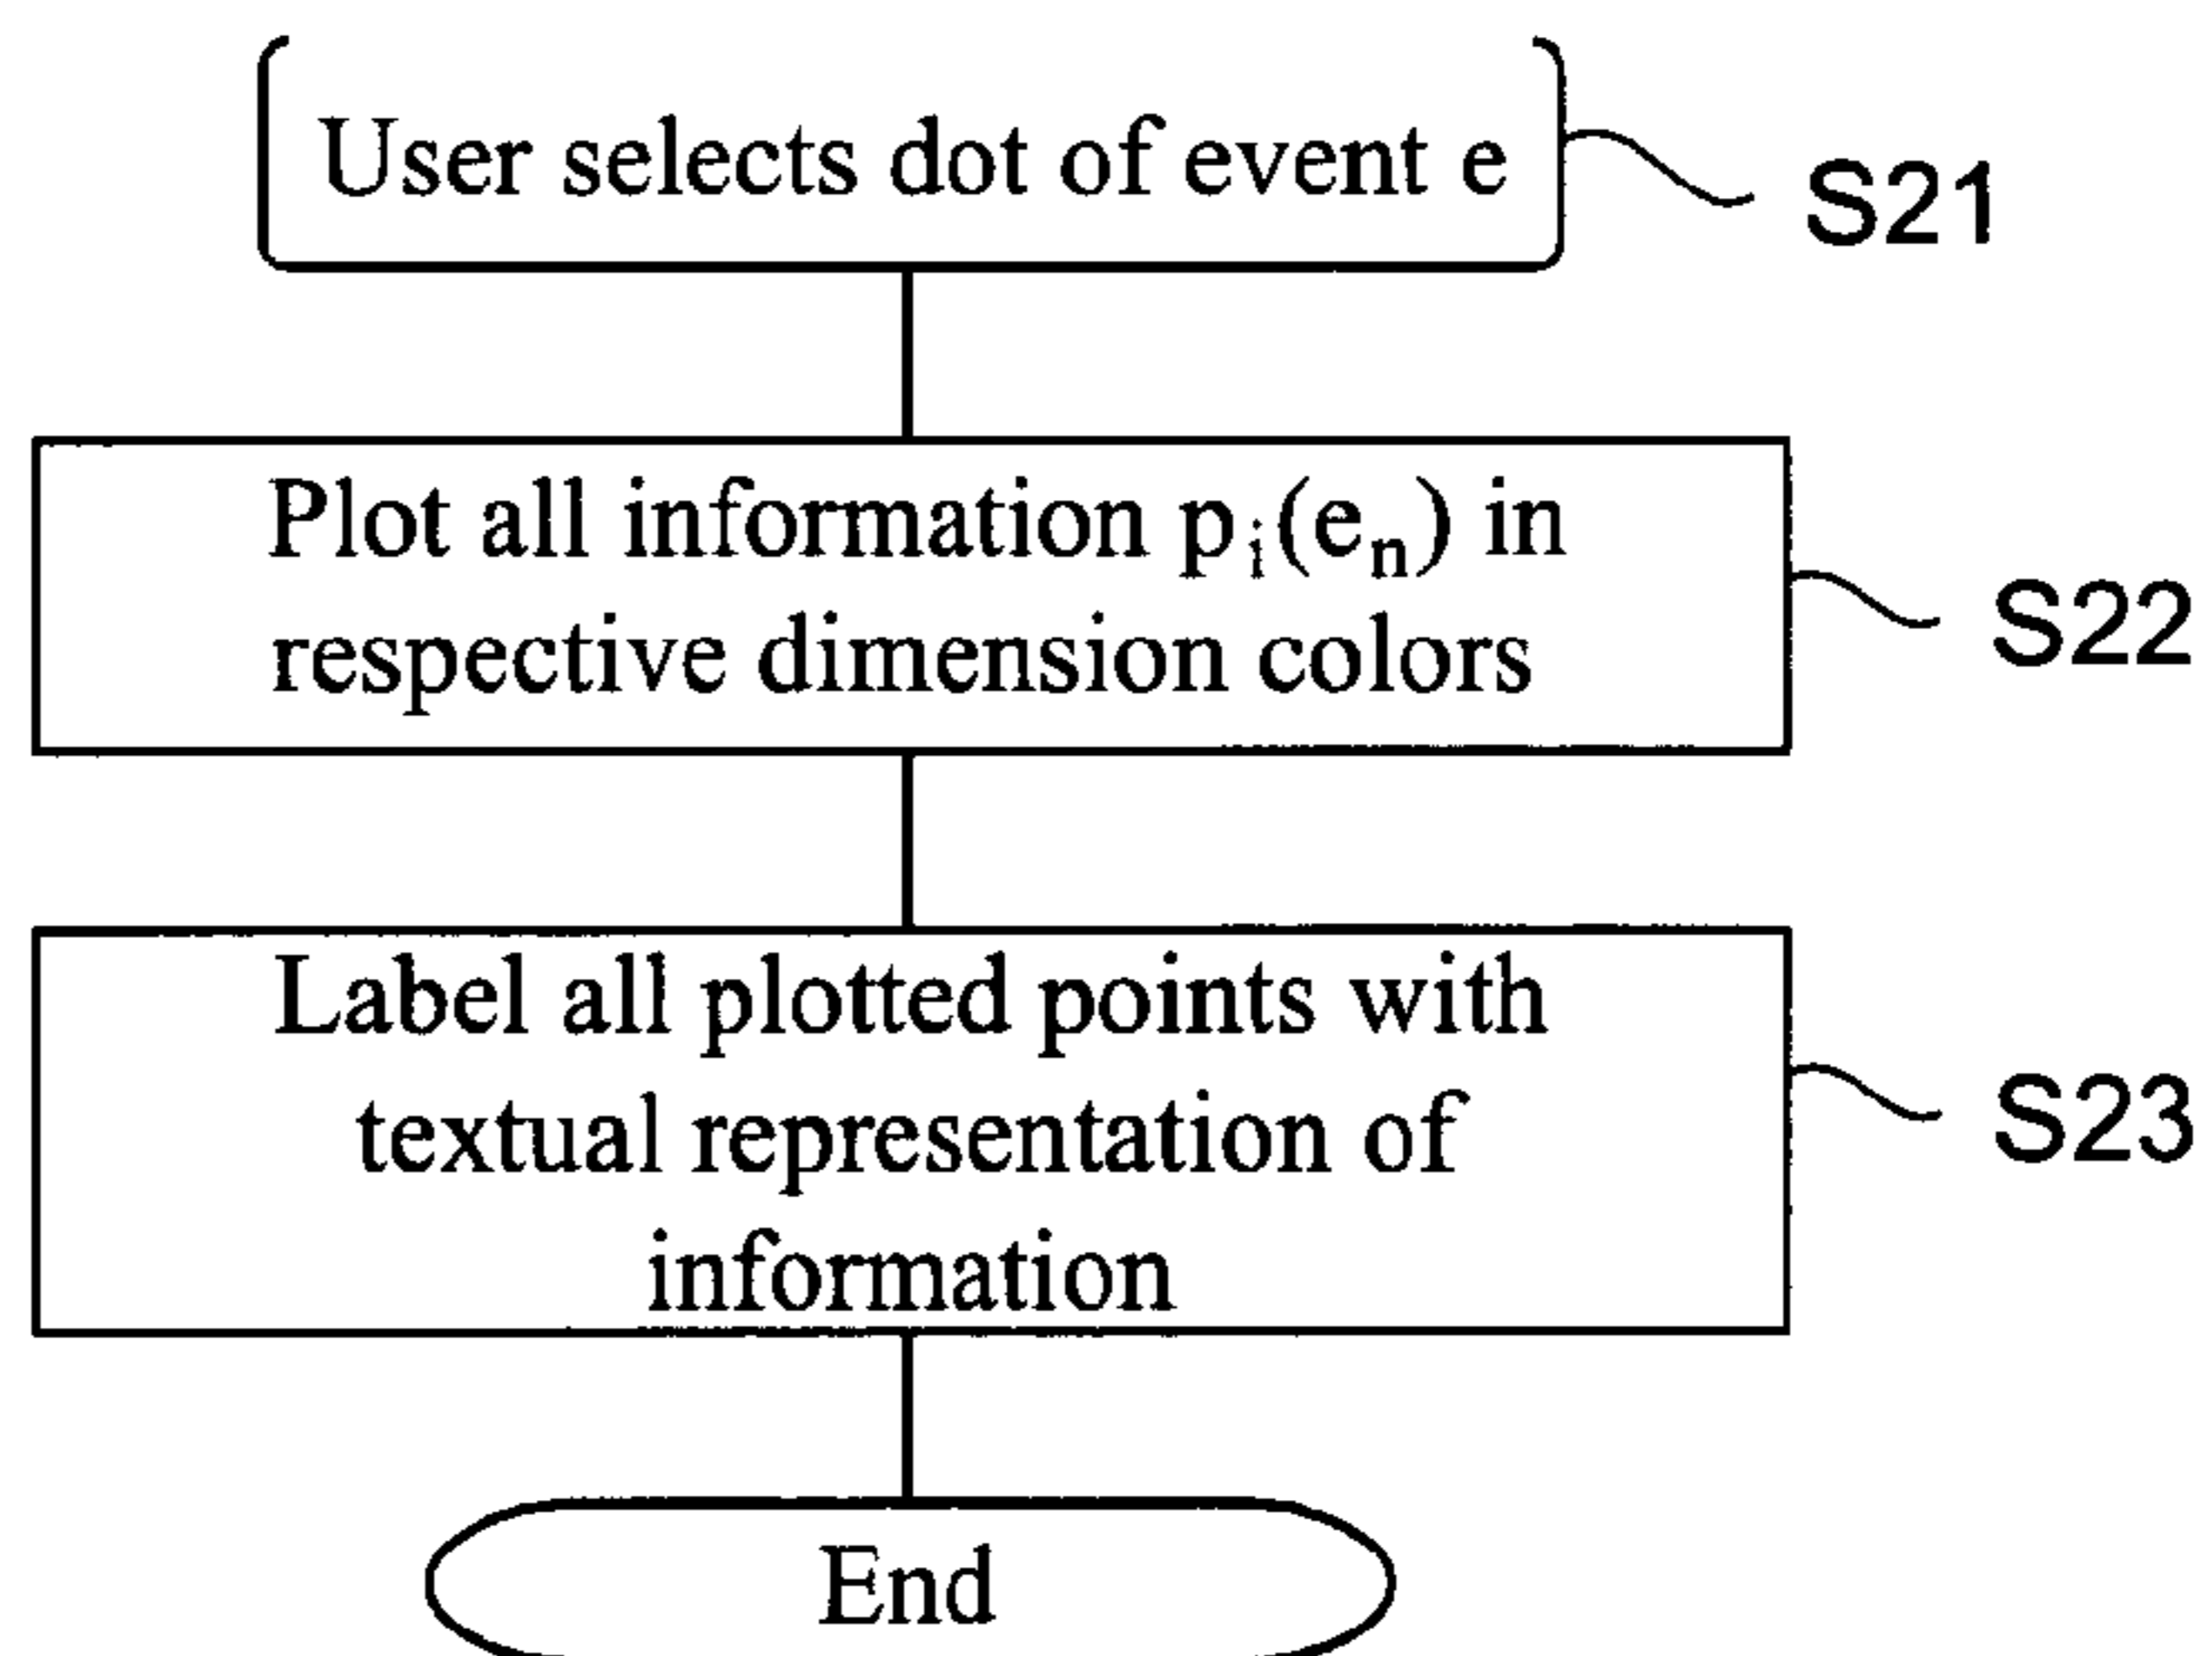 User selects dot of event e
S21
Plot all information pᵢ(eₙ) in
respective dimension colors
S22
Label all plotted points with
textual representation of
information
S23
End